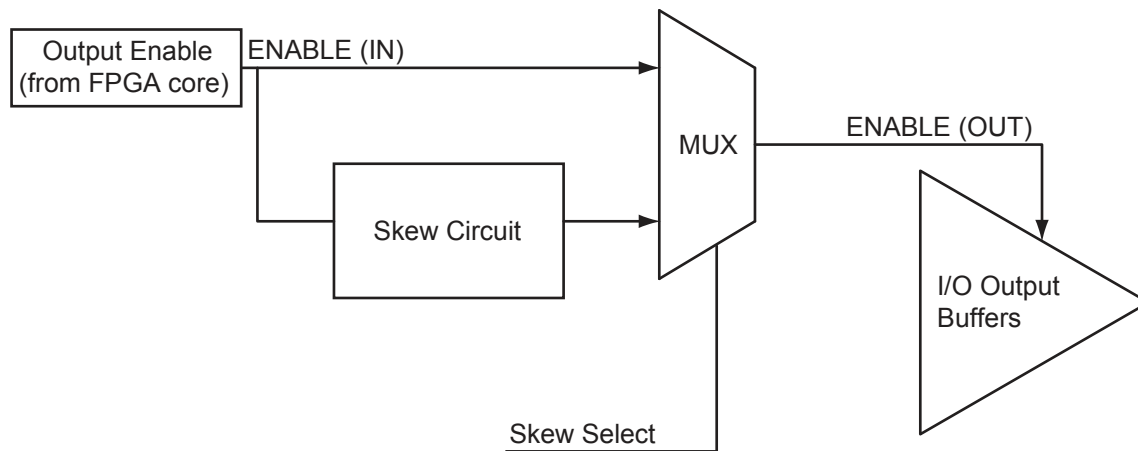 Output Enable
(from FPGA core)
ENABLE (IN)
MUX
ENABLE (OUT)
Skew Circuit
I/O Output
Buffers
Skew Select